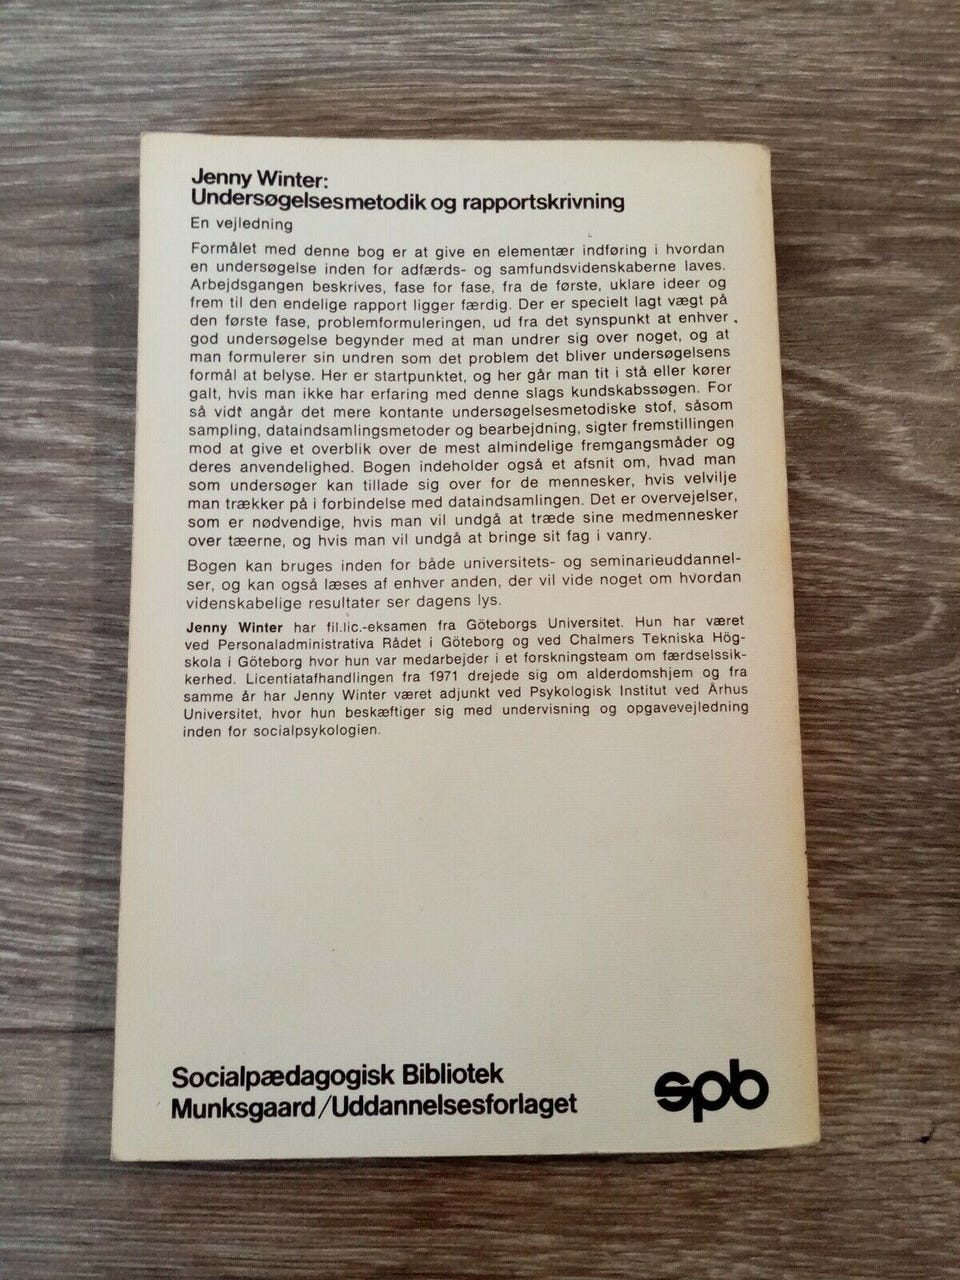 Jenny Winter:
Undersøgelsesmetodik og rapportskrivning
En vejledning
Formålet med denne bog er at give en elementær indføring i hvordan
en undersøgelse inden for adfærds- og samfundsvidenskaberne laves.
Arbejdsgangen beskrives, fase for fase, fra de første, uklare ideer og
frem til den endelige rapport ligger færdig. Der er specielt lagt vægt på
den første fase, problemformuleringen, ud fra det synspunkt at enhver
god undersøgelse begynder med at man undrer sig over noget, og at
man formulerer sin undren som det problem det bliver undersøgelsens
formål at belyse. Her er startpunktet, og her går man tit i stå eller kører
galt, hvis man ikke har erfaring med denne slags kundskabssøgen. For
så vidt angår det mere kontante undersøgelsesmetodiske stof, såsom
sampling, dataindsamlingsmetoder og bearbejdning, sigter fremstillingen
mod at give et overblik over de mest almindelige fremgangsmåder og
deres anvendelighed. Bogen indeholder også et afsnit om, hvad man
som undersøger kan tillade sig over for de mennesker, hvis velvilje
man trækker på i forbindelse med dataindsamlingen. Det er overvejelser,
som er nødvendige, hvis man vil undgå at træde sine medmennesker
over tæerne, og hvis man vil undgå at bringe sit fag i vanry.
Bogen kan bruges inden for både universitets- og seminarieuddannel-
ser, og kan også læses af enhver anden, der vil vide noget om hvordan
videnskabelige resultater ser dagens lys.
Jenny Winter har fil.lic.-eksamen fra Göteborgs Universitet. Hun har været
ved Personaladministrativa Rådet i Göteborg og ved Chalmers Tekniska Hög-
skola i Göteborg hvor hun var medarbejder i et forskningsteam om færdselssik-
kerhed. Licentiatafhandlingen fra 1971 drejede sig om alderdomshjem og fra
samme år har Jenny Winter været adjunkt ved Psykologisk Institut ved Århus
Universitet, hvor hun beskæftiger sig med undervisning og opgavevejledning
inden for socialpsykologien.
Socialpædagogisk Bibliotek
Munksgaard/Uddannelsesforlaget
spb